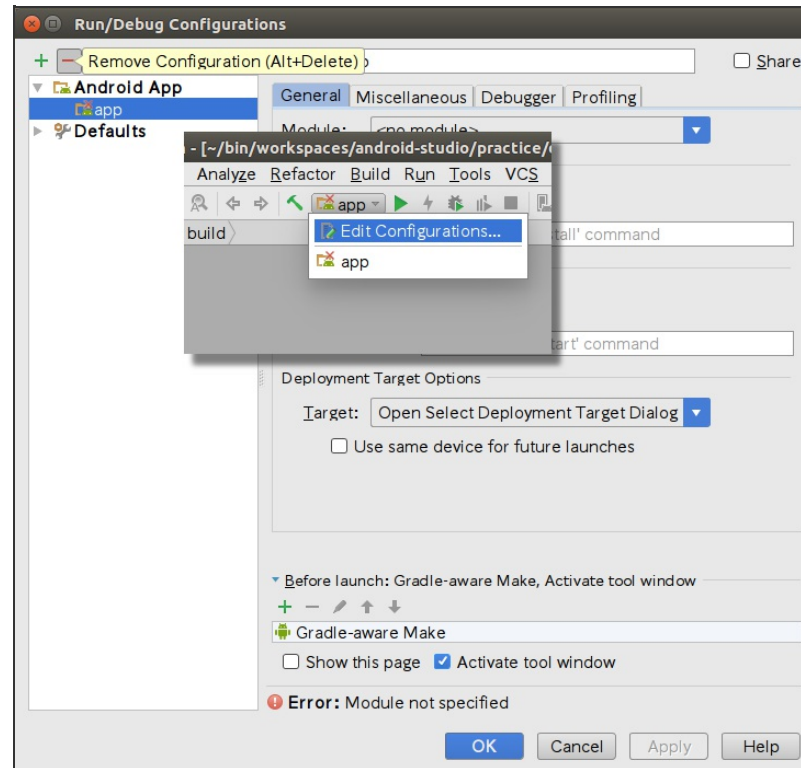 Run/Debug Configurations
Remove Configuration (Alt+Delete)
Share
Android App
app
Defaults
General Miscellaneous Debugger Profiling
Module: <no module>
- [~/bin/workspaces/android-studio/practice/
Analyze Refactor Build Run Tools VCS
app
build
Edit Configurations...
app
command
command
Deployment Target Options
Target: Open Select Deployment Target Dialog
Use same device for future launches
Before launch: Gradle-aware Make, Activate tool window
Gradle-aware Make
Show this page Activate tool window
Error: Module not specified
OK Cancel Apply Help